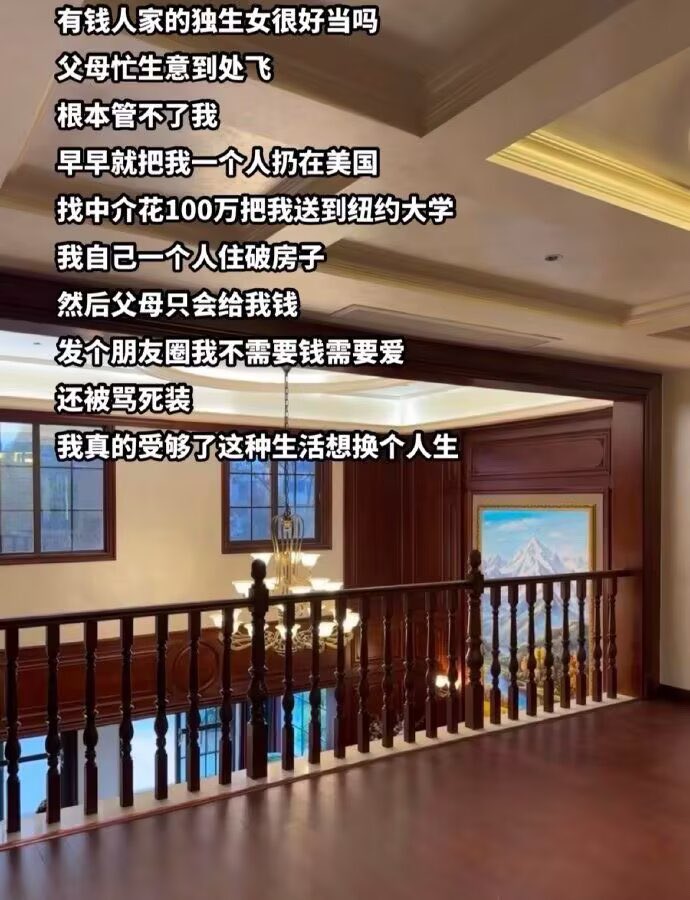 有钱人家的独生女很好当吗
父母忙生意到处飞
根本管不了我
早早就把我一个人扔在美国
找中介花100万把我送到纽约大学
我自己一个人住破房子
然后父母只会给我钱
发个朋友圈我不需要钱需要爱
还被骂死装
我真的受够了这种生活想换个人生